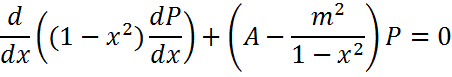 d/dx((1 − x²) dP/dx) + (A − m²/(1 − x²))P = 0